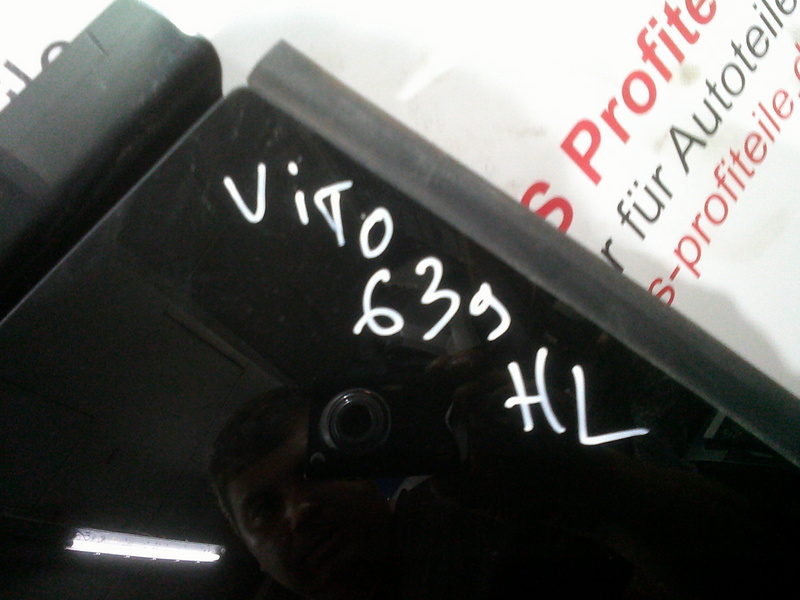 ViTO
639
HL
S Profite
r für Autoteile
s-profiteile.d